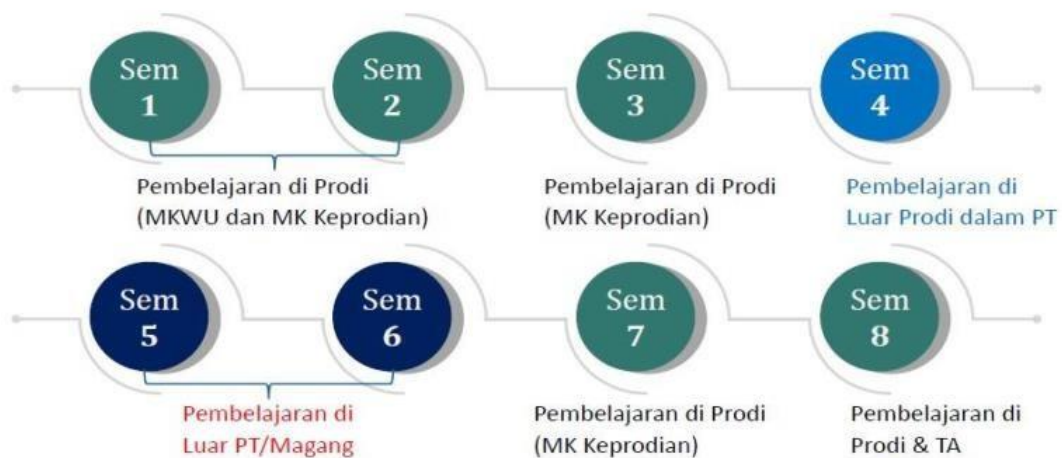 Sem
1
Sem
2
Sem
3
Sem
4
Pembelajaran di Prodi
(MKWU dan MK Keprodian)
Pembelajaran di Prodi
(MK Keprodian)
Pembelajaran di
Luar Prodi dalam PT
Sem
5
Sem
6
Sem
7
Sem
8
Pembelajaran di
Luar PT/Magang
Pembelajaran di Prodi
(MK Keprodian)
Pembelajaran di
Prodi & TA